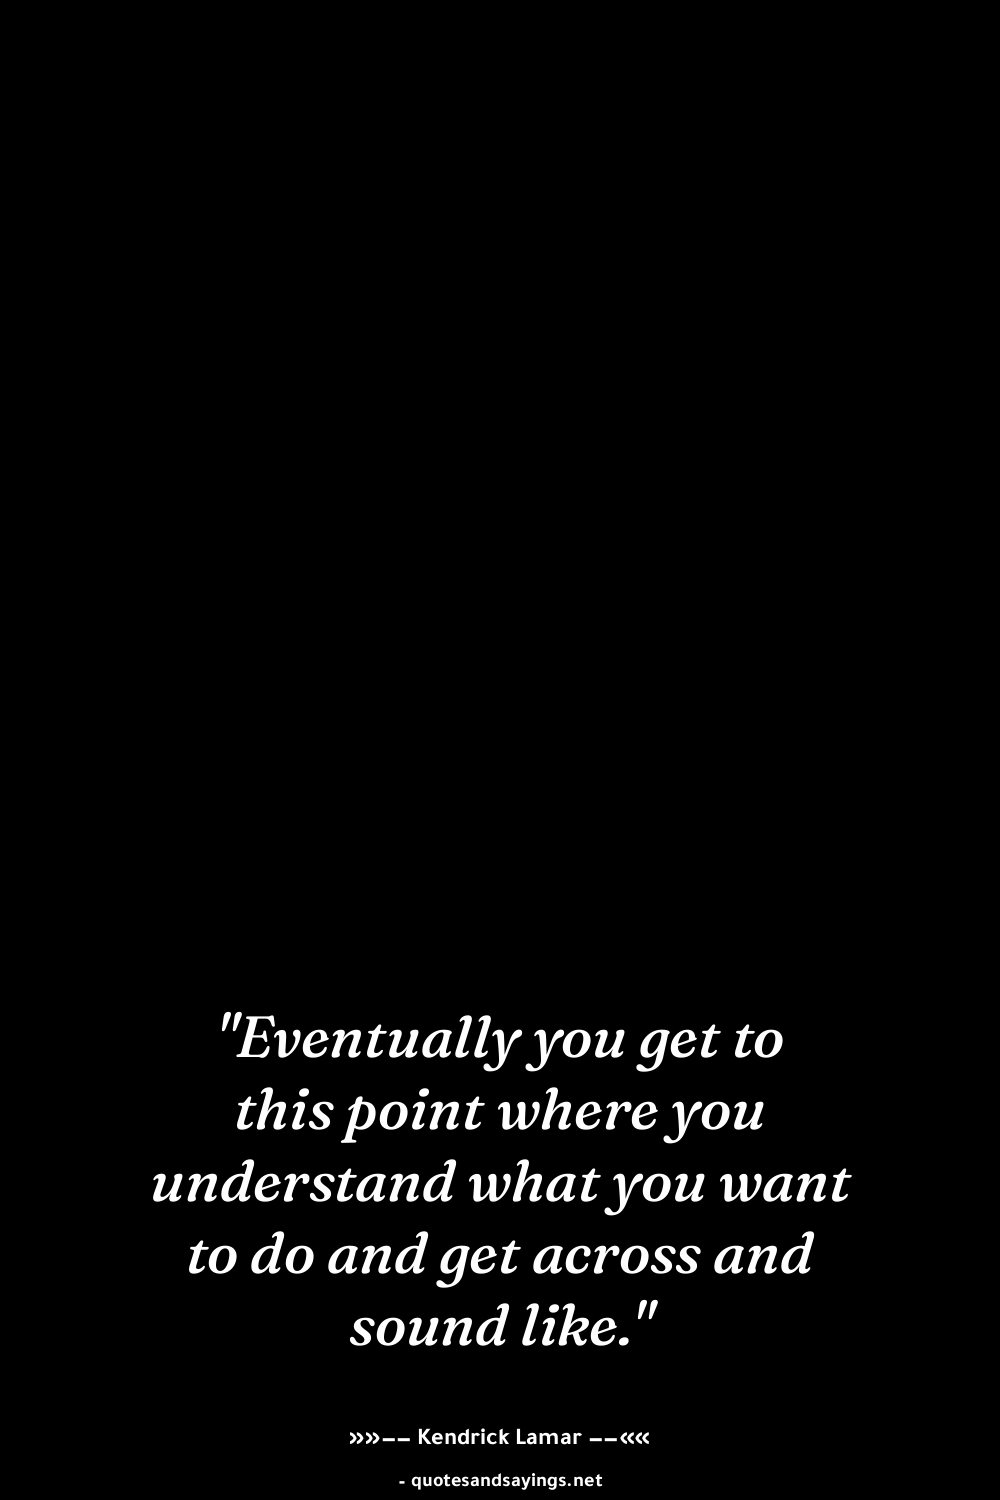 "Eventually you get to
this point where you
understand what you want
to do and get across and
sound like."
»»–– Kendrick Lamar ––««
- quotesandsayings.net